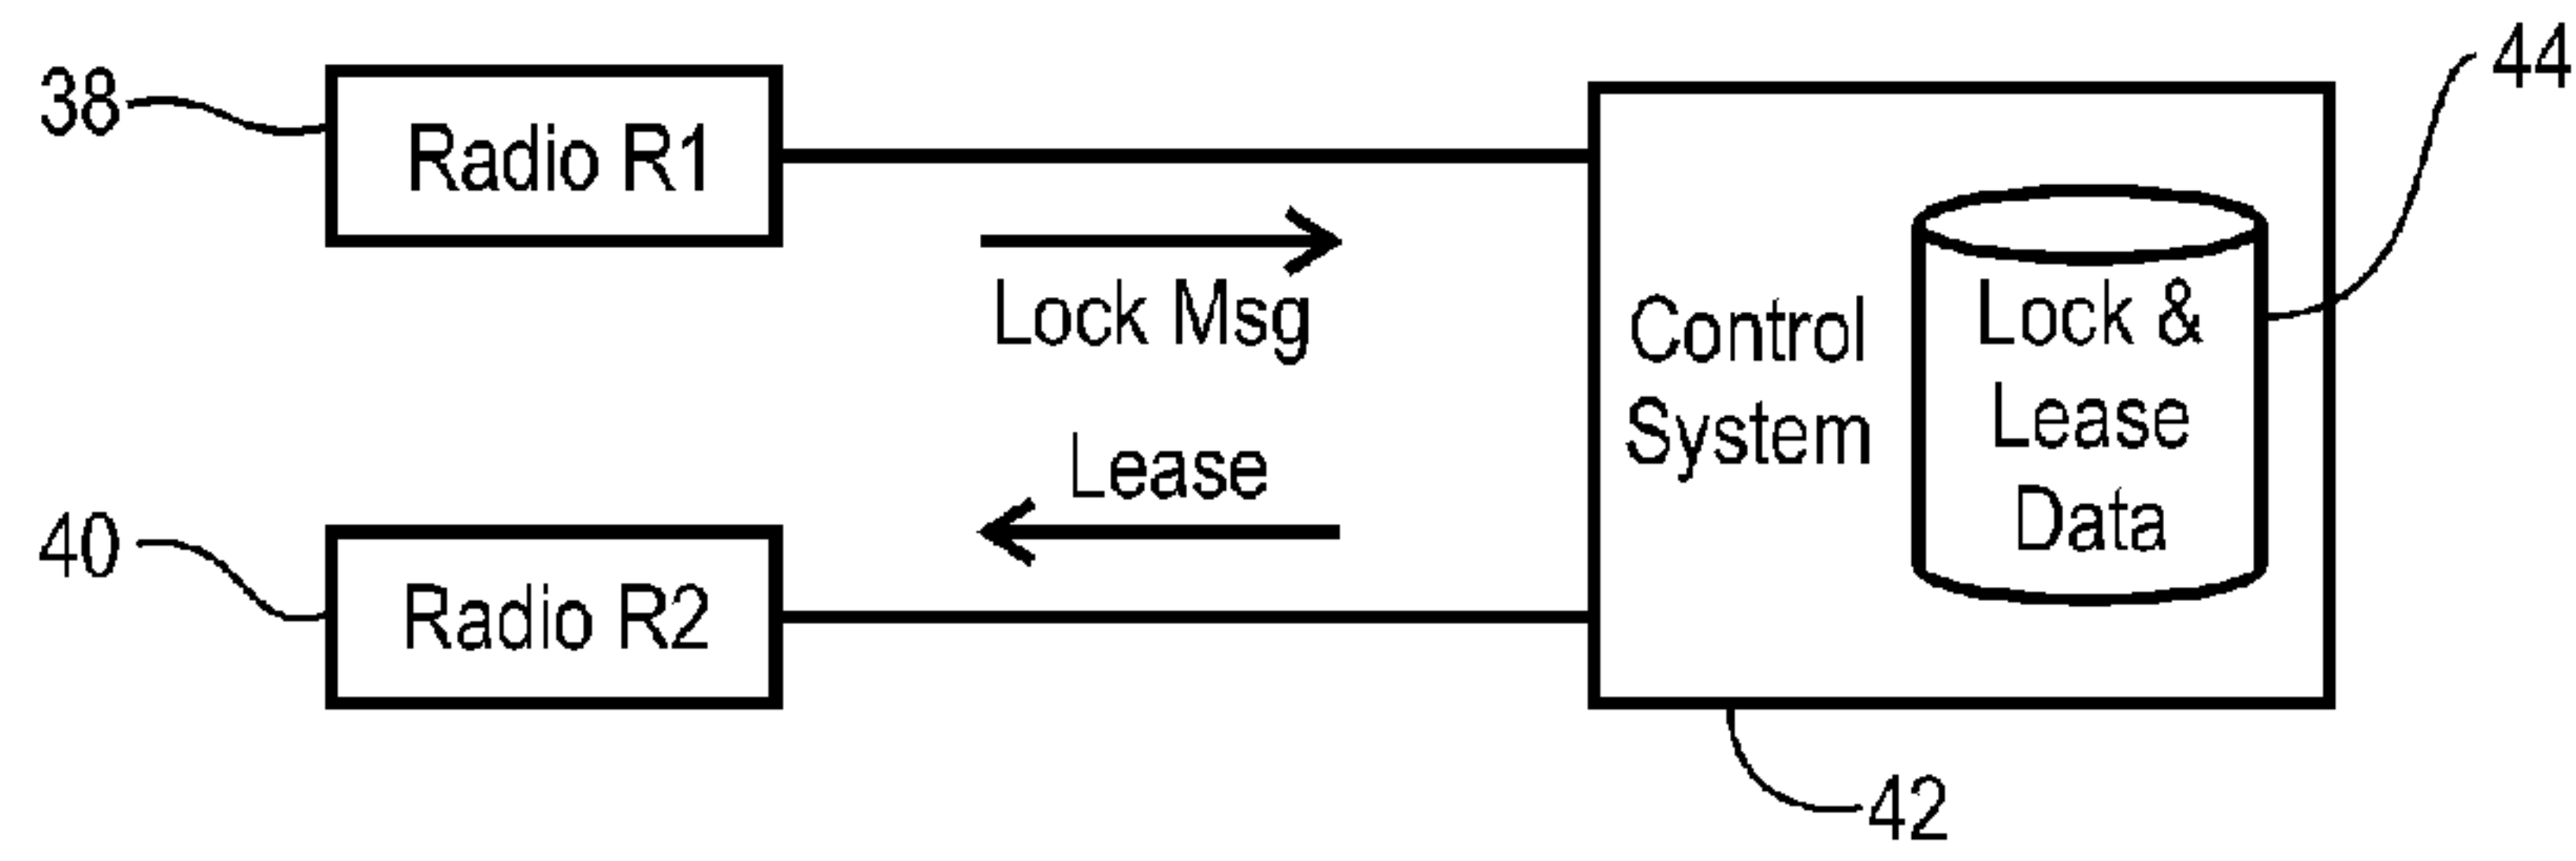 38
Radio R1
Lock Msg
Lease
40
Radio R2
Control
System
Lock &
Lease
Data
44
42